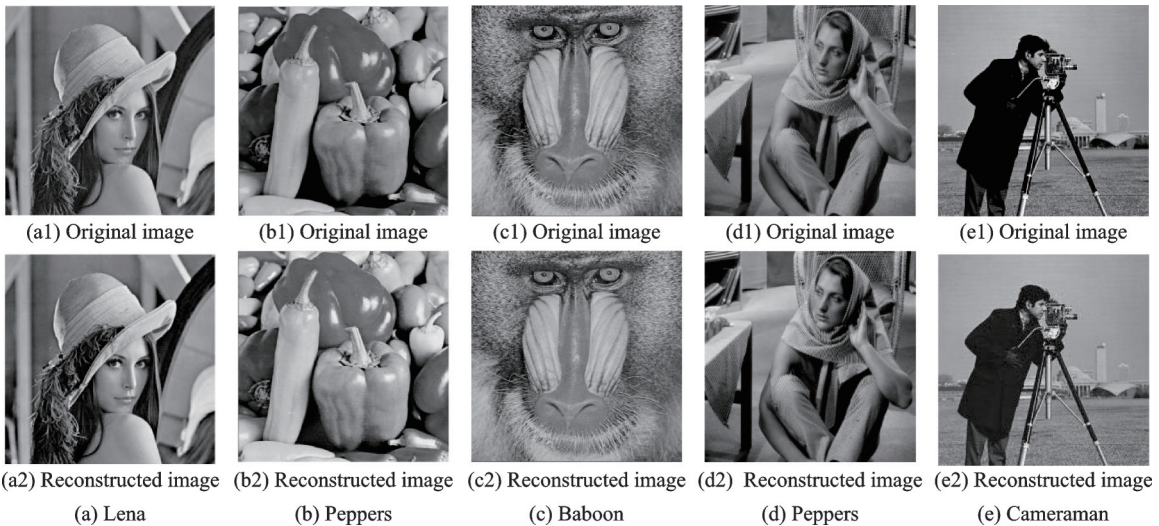 (a1) Original image (b1) Original image (c1) Original image (d1) Original image (e1) Original image
(a2) Reconstructed image (b2) Reconstructed image (c2) Reconstructed image (d2) Reconstructed image (e2) Reconstructed image
(a) Lena (b) Peppers (c) Baboon (d) Peppers (e) Cameraman